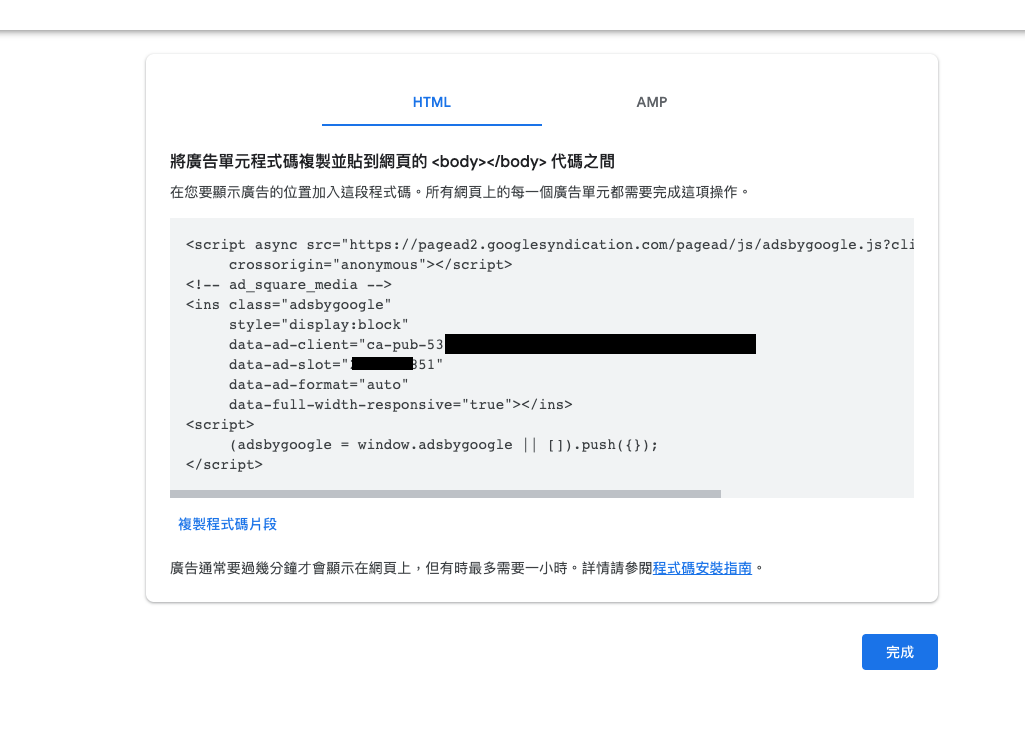 HTML
AMP
將廣告單元程式碼複製並貼到網頁的 <body></body> 代碼之間
在您要顯示廣告的位置加入這段程式碼。所有網頁上的每一個廣告單元都需要完成這項操作。
<script async src="https://pagead2.googlesyndication.com/pagead/js/adsbygoogle.js?cli
crossorigin="anonymous"></script>
<!-- ad_square_media -->
<ins class="adsbygoogle"
style="display:block"
data-ad-client="ca-pub-53
data-ad-slot=" 351"
data-ad-format="auto"
data-full-width-responsive="true"></ins>
<script>
(adsbygoogle = window.adsbygoogle || []).push({});
</script>
複製程式碼片段
廣告通常要過幾分鐘才會顯示在網頁上，但有時最多需要一小時。詳情請參閱程式碼安裝指南。
完成